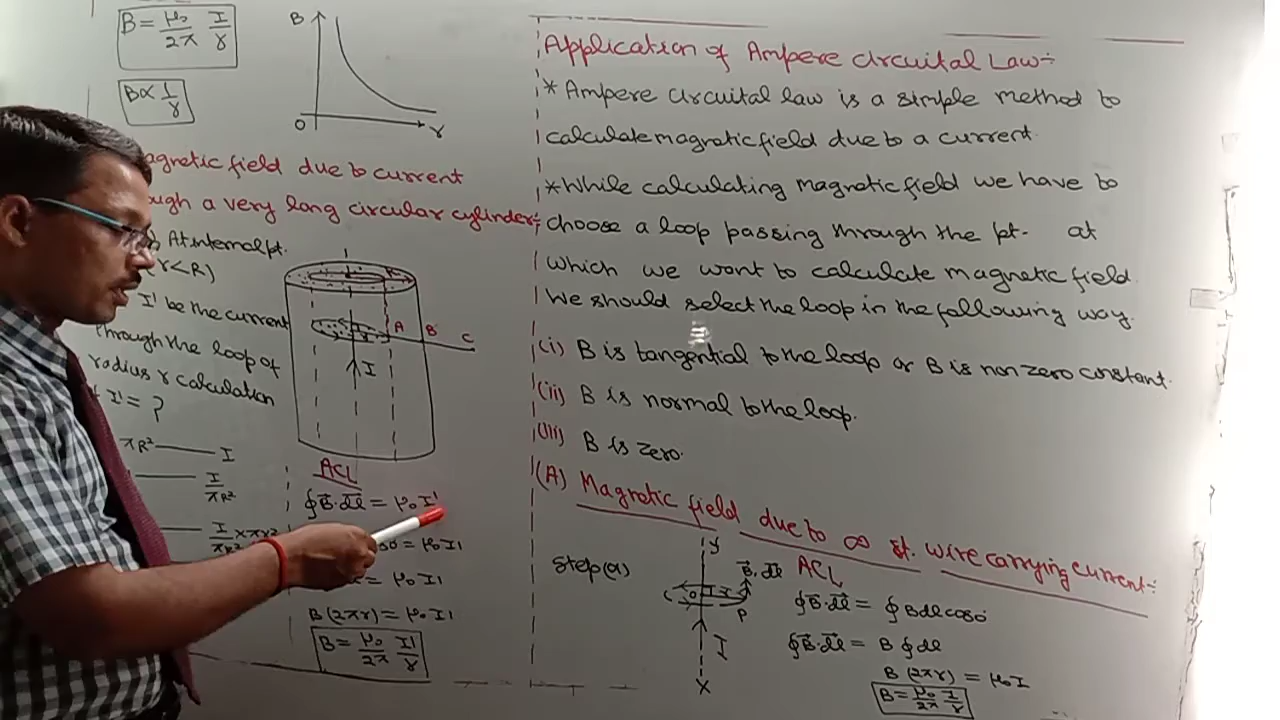 B = μ₀/2π I/r
B∝ 1/r
B
O
r
agnetic field due to current
ugh a very long circular cylinder:-
At internal pt.
r<R)
I' be the current
through the loop of
radius r calculation
I' = ?
πR² —— I
—— I/πR²
—— I/πR² × πr²
A B C
I
ACL
∮B⃗.dl⃗ = μ₀I'
= μ₀I'
= μ₀I'
B(2πr) = μ₀I'
B = μ₀/2π I'/r
Application of Ampere circuital Law:-
* Ampere circuital law is a simple method to
calculate magnetic field due to a current.
* While calculating magnetic field we have to
choose a loop passing through the pt. at
which we want to calculate magnetic field.
We should select the loop in the following way.
(i) B is tangential to the loop or B is non zero constant.
(ii) B is normal to the loop.
(iii) B is zero.
(A) Magnetic field due to ∞ st. wire carrying current:-
Step(a)
Y
B⃗, dl⃗
O
P
I
X
ACL
∮B⃗.dl⃗ = ∮Bdlcos0
∮B⃗.dl⃗ = B∮dl
B(2πr) = μ₀I
B = μ₀/2π I/r